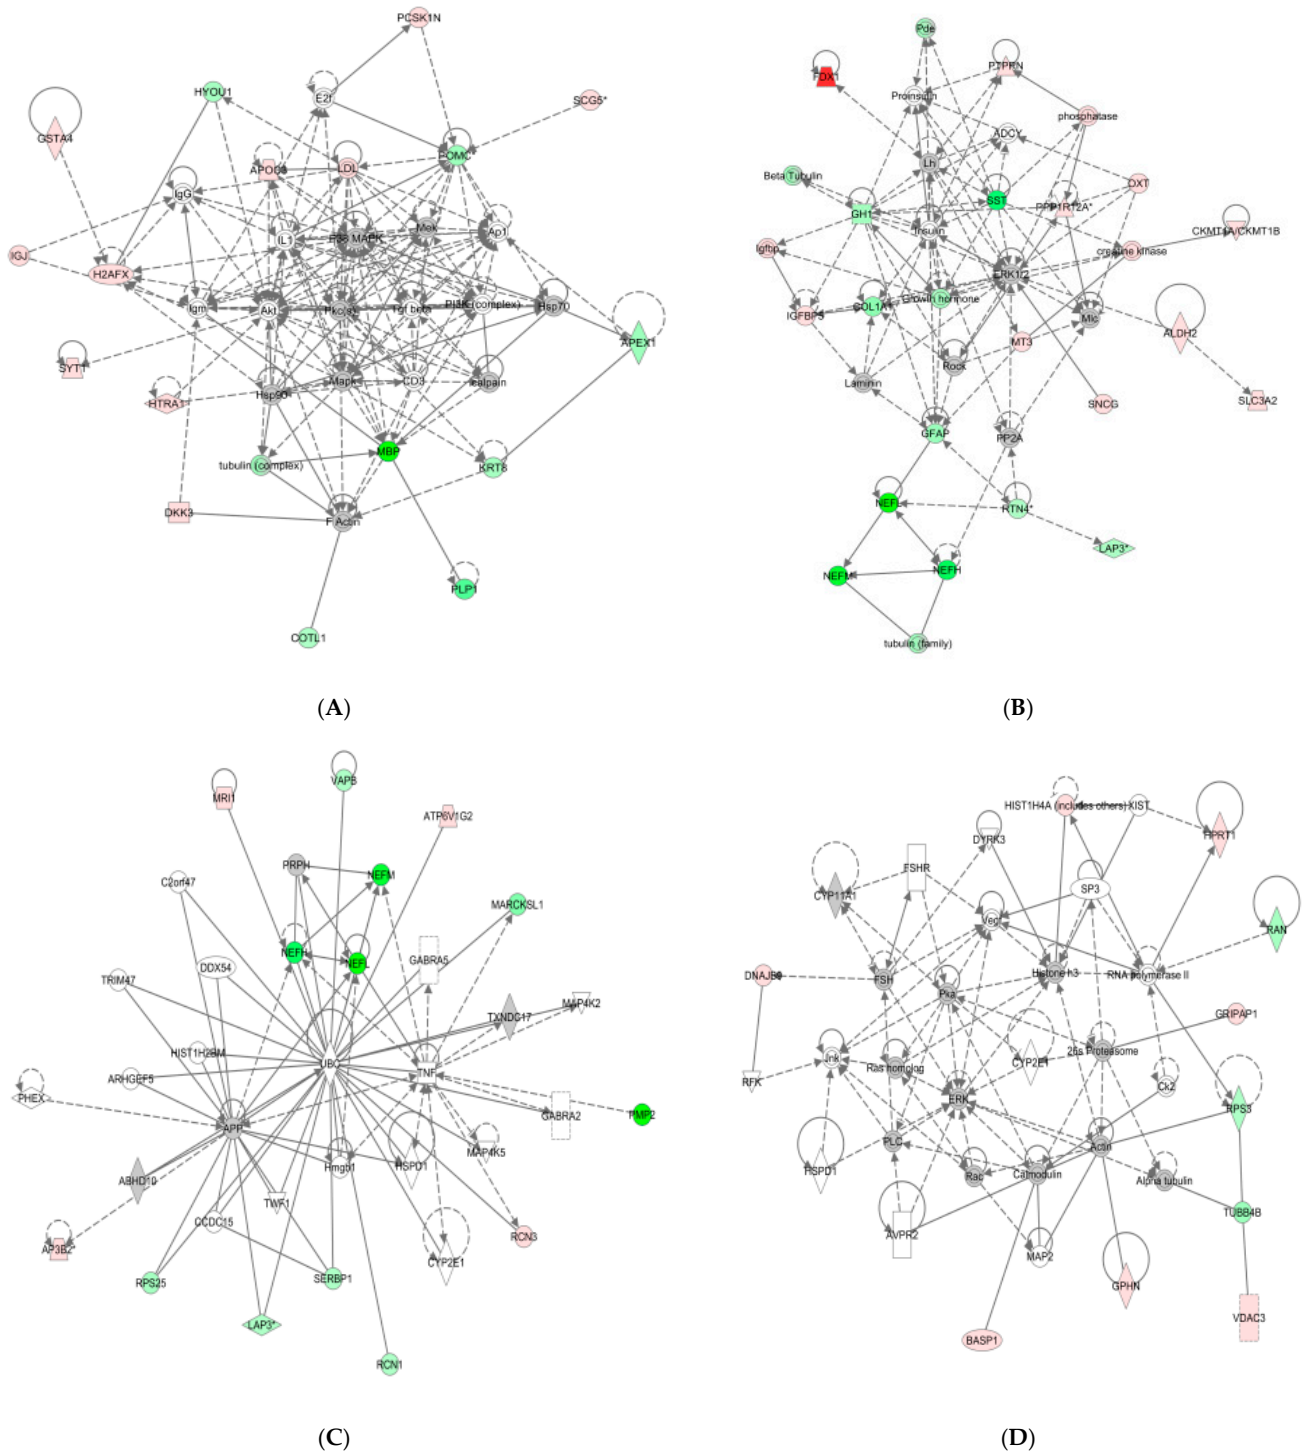 PCSK1N
HYOU1
E2f
SCG5*
GSTA4
POMC
LDL
IgG
IL1
P38 MAPK
Mek
Ap1
IGJ
H2AFX
Igm
Akt
Pkc(s)
Tgf beta
PI3K (complex)
Hsp70
APEX1
SYT1
HTRA1
Hsp90
Mapk
CD3
calpain
MBP
tubulin (complex)
KRT8
DKK3
F Actin
PLP1
COTL1
(A)
Pde
FDX1
PTPRN
Proinsulin
phosphatase
ADCY
Lh
Beta Tubulin
SST
OXT
GH1
PPP1R12A*
Insulin
CKMT1A/CKMT1B
Igfbp
creatine kinase
ERK1/2
Growth hormone
COL1A1
IGFBP5
Mlc
ALDH2
MT3
Rock
Laminin
SNCG
SLC3A2
GFAP
PP2A
NEFL
RTN4*
LAP3*
NEFM
NEFH
tubulin (family)
(B)
VAPB
MRI1
ATP6V1G2
PRPH
NEFM
C2orf47
MARCKSL1
NEFH
NEFL
GABRA5
DDX54
TRIM47
TXNDC17
MAP4K2
HIST1H2BM
UBC
TNF
ARHGEF5
PHEX
APP
GABRA2
PMP2
Hmgb1
HSPD1
MAP4K5
ABHD10
TWF1
CCDC15
RCN3
AP3B2*
CYP2E1
RPS25
SERBP1
LAP3*
RCN1
(C)
HIST1H4A (includes others)
XIST
DYRK3
HPRT1
FSHR
CYP11A1
SP3
Vegf
RAN
DNAJB9
FSH
Histone h3
RNA polymerase II
Pka
GRIPAP1
Jnk
Ras homolog
CYP2E1
26s Proteasome
RFK
Ck2
ERK
RPS3
PLC
Actin
HSPD1
Rac
Calmodulin
Alpha tubulin
TUBB4B
AVPR2
MAP2
GPHN
VDAC3
BASP1
(D)